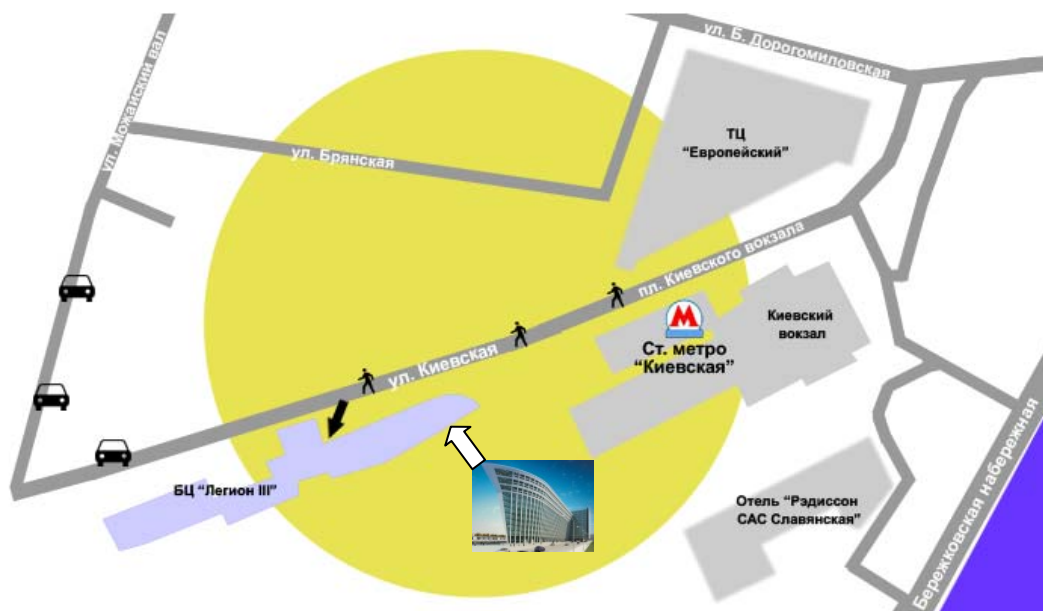 ул. Б. Дорогомиловская
ул. Можайский вал
ул. Брянская
ТЦ
“Европейский”
пл. Киевского вокзала
М
Киевский
вокзал
Ст. метро
“Киевская”
ул. Киевская
БЦ “Легион III”
Отель “Рэдиссон
САС Славянская”
Бережковская набережная